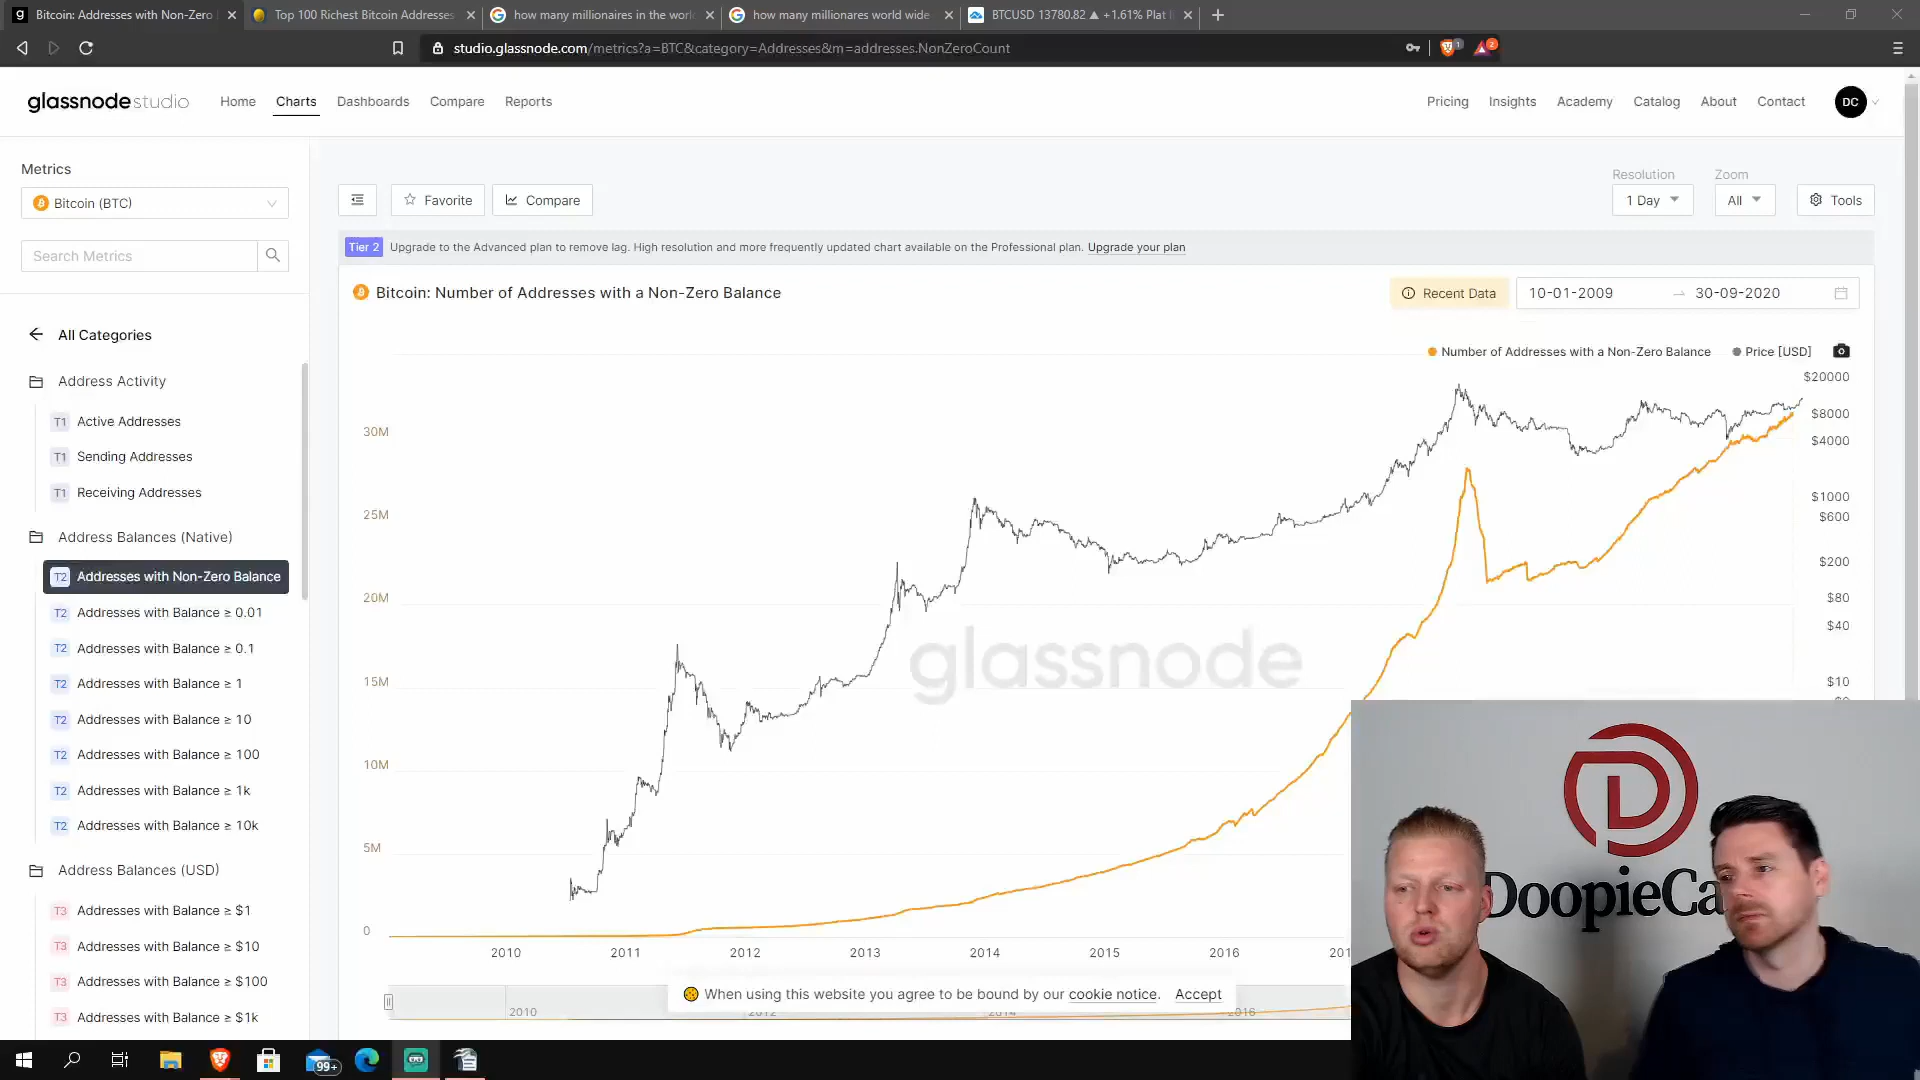 Bitcoin: Addresses with Non-Zero
Top 100 Richest Bitcoin Addresses
how many millionaires in the worl
how many millionares world wide
BTCUSD 13780.82 ▲ +1.61% Plat
studio.glassnode.com/metrics?a=BTC&category=Addresses&m=addresses.NonZeroCount
1
2
glassnodestudio
Home
Charts
Dashboards
Compare
Reports
Pricing
Insights
Academy
Catalog
About
Contact
DC
Metrics
Bitcoin (BTC)
Search Metrics
All Categories
Address Activity
T1 Active Addresses
T1 Sending Addresses
T1 Receiving Addresses
Address Balances (Native)
T2 Addresses with Non-Zero Balance
T2 Addresses with Balance ≥ 0.01
T2 Addresses with Balance ≥ 0.1
T2 Addresses with Balance ≥ 1
T2 Addresses with Balance ≥ 10
T2 Addresses with Balance ≥ 100
T2 Addresses with Balance ≥ 1k
T2 Addresses with Balance ≥ 10k
Address Balances (USD)
T3 Addresses with Balance ≥ $1
T3 Addresses with Balance ≥ $10
T3 Addresses with Balance ≥ $100
T3 Addresses with Balance ≥ $1k
Favorite
Compare
Resolution
1 Day
Zoom
All
Tools
Tier 2 Upgrade to the Advanced plan to remove lag. High resolution and more frequently updated chart available on the Professional plan. Upgrade your plan
Bitcoin: Number of Addresses with a Non-Zero Balance
Recent Data
10-01-2009 → 30-09-2020
Number of Addresses with a Non-Zero Balance
Price [USD]
30M
25M
20M
15M
10M
5M
0
$20000
$8000
$4000
$1000
$600
$200
$80
$40
$10
glassnode
2010 2011 2012 2013 2014 2015 2016 201
When using this website you agree to be bound by our cookie notice. Accept
2010 2012 2014 2016
D
DoopieCa
99+